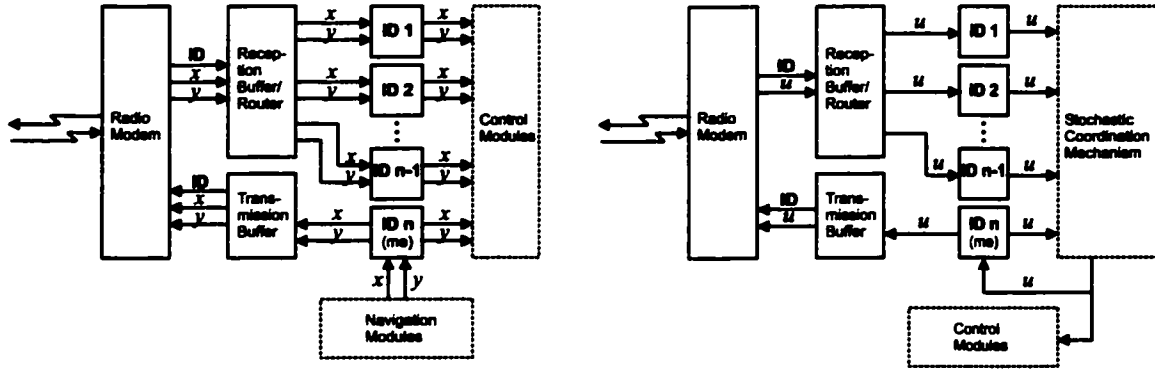 x
y
ID 1
x
y
ID
x
y
Recep-
tion
Buffer/
Router
x
y
ID 2
x
y
Radio
Modem
Control
Modules
x
y
ID n-1
x
y
ID
x
y
Trans-
mission
Buffer
x
y
ID n
(me)
x
y
x
y
Navigation
Modules
u
ID 1
u
ID
u
Recep-
tion
Buffer/
Router
u
ID 2
u
Radio
Modem
Stochastic
Coordination
Mechanism
u
ID n-1
u
ID
u
Trans-
mission
Buffer
u
ID n
(me)
u
u
Control
Modules